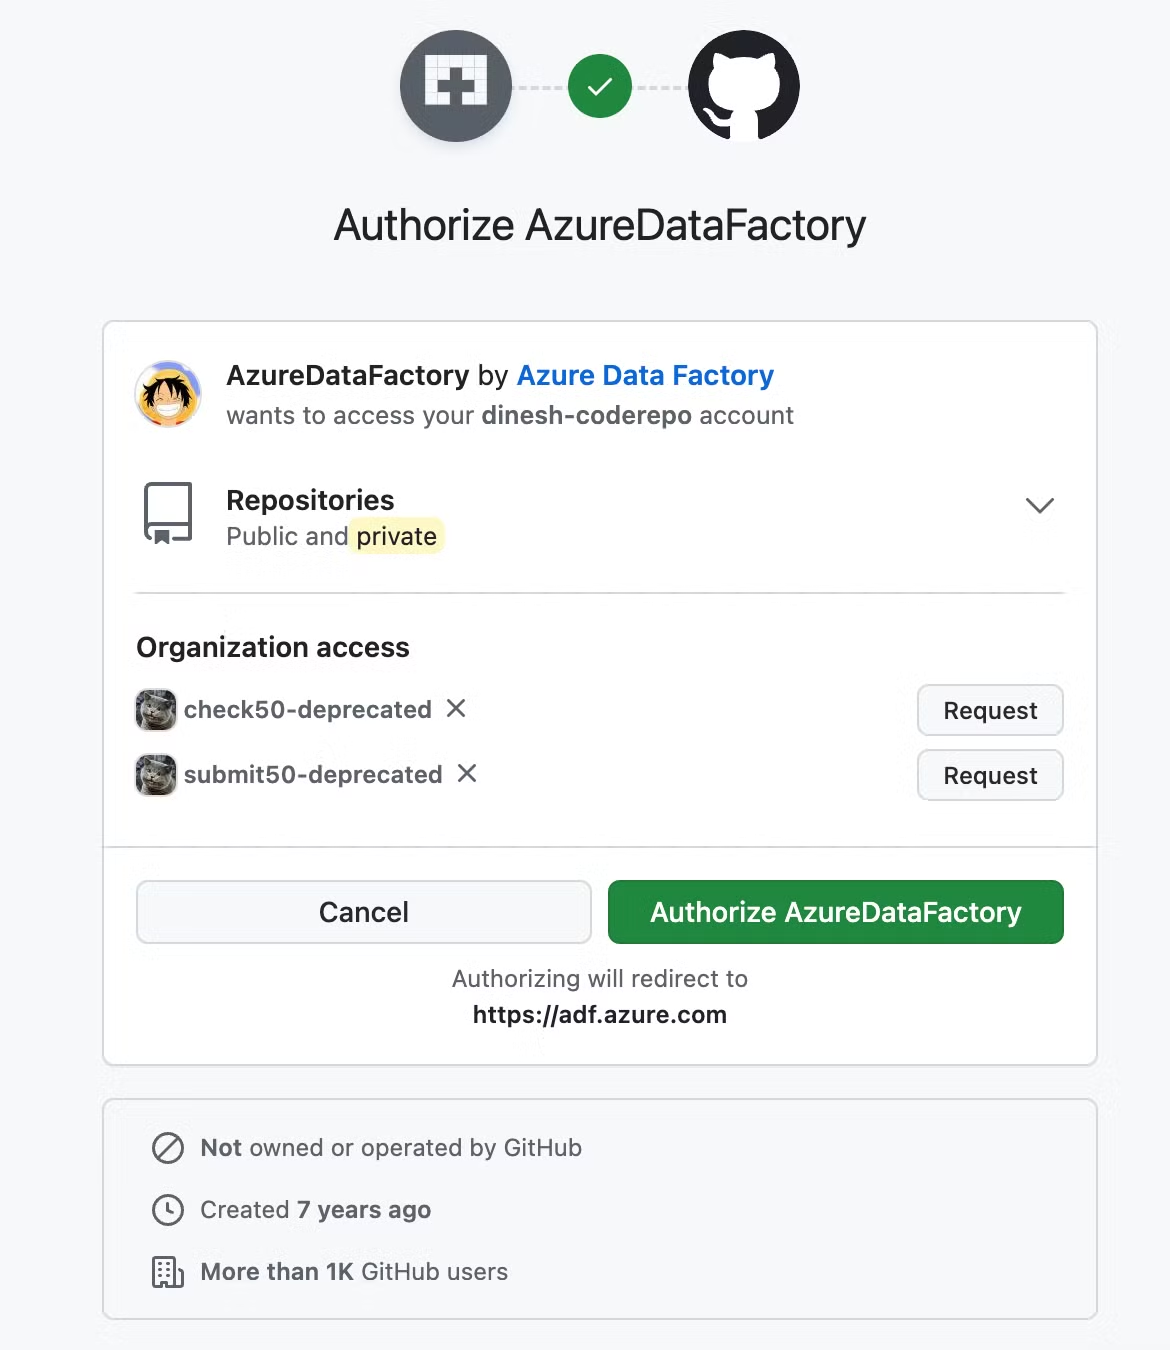 Authorize AzureDataFactory
AzureDataFactory by Azure Data Factory
wants to access your dinesh-coderepo account
Repositories
Public and private
Organization access
check50-deprecated
Request
submit50-deprecated
Request
Cancel
Authorize AzureDataFactory
Authorizing will redirect to
https://adf.azure.com
Not owned or operated by GitHub
Created 7 years ago
More than 1K GitHub users